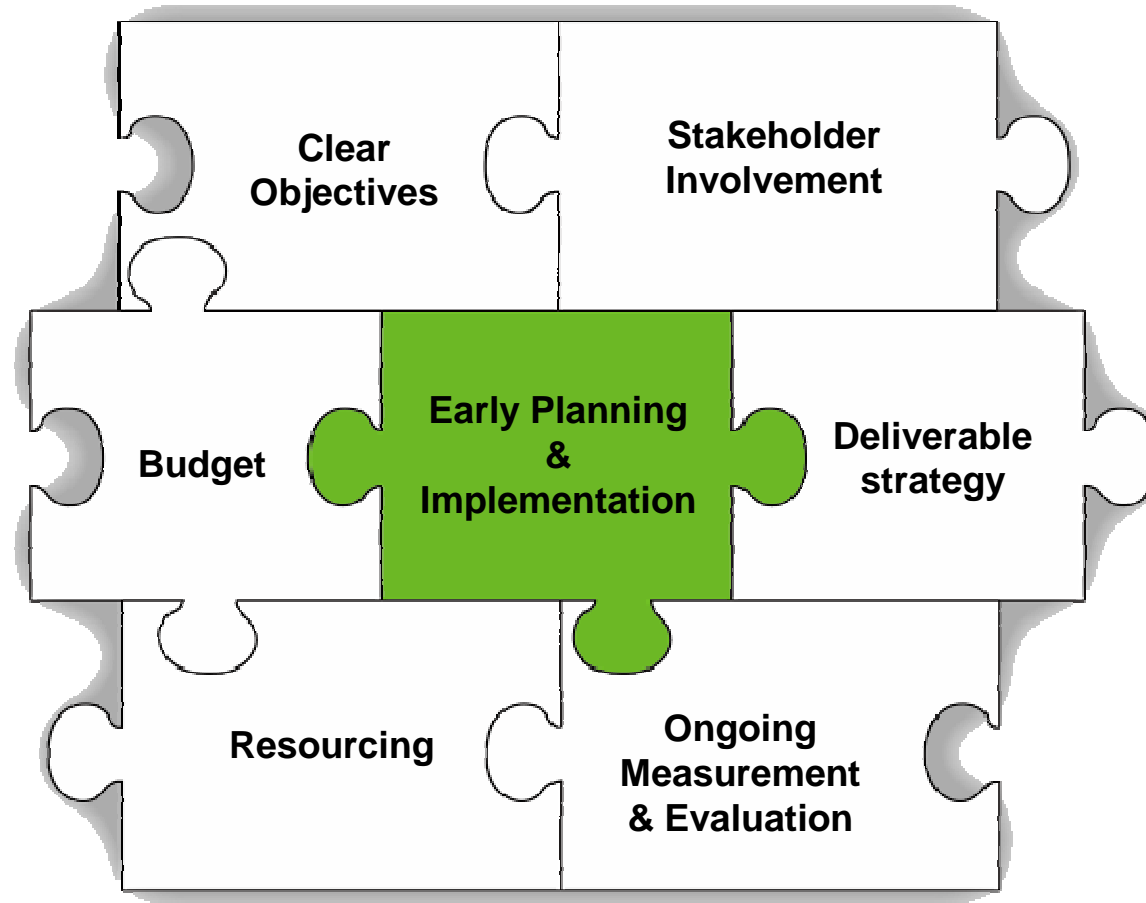 Clear
Objectives
Stakeholder
Involvement
Budget
Early Planning
&
Implementation
Deliverable
strategy
Resourcing
Ongoing
Measurement
& Evaluation